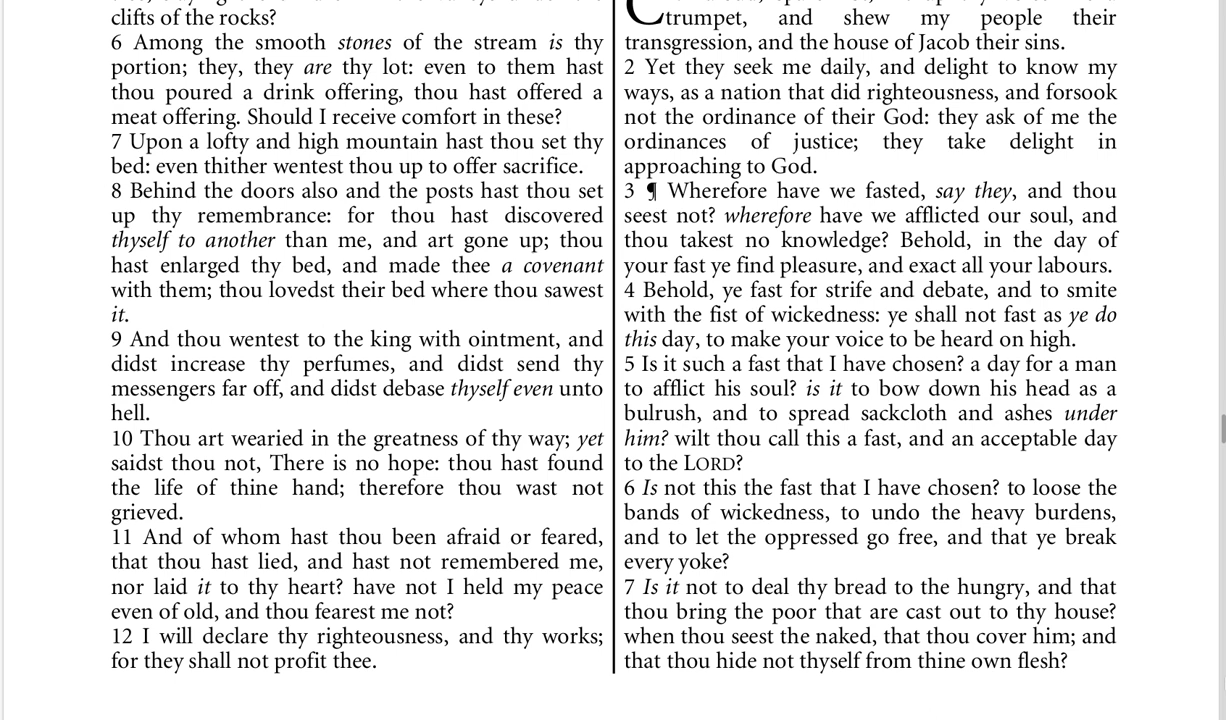 clifts of the rocks?
6 Among the smooth stones of the stream is thy
portion; they, they are thy lot: even to them hast
thou poured a drink offering, thou hast offered a
meat offering. Should I receive comfort in these?
7 Upon a lofty and high mountain hast thou set thy
bed: even thither wentest thou up to offer sacrifice.
8 Behind the doors also and the posts hast thou set
up thy remembrance: for thou hast discovered
thyself to another than me, and art gone up; thou
hast enlarged thy bed, and made thee a covenant
with them; thou lovedst their bed where thou sawest
it.
9 And thou wentest to the king with ointment, and
didst increase thy perfumes, and didst send thy
messengers far off, and didst debase thyself even unto
hell.
10 Thou art wearied in the greatness of thy way; yet
saidst thou not, There is no hope: thou hast found
the life of thine hand; therefore thou wast not
grieved.
11 And of whom hast thou been afraid or feared,
that thou hast lied, and hast not remembered me,
nor laid it to thy heart? have not I held my peace
even of old, and thou fearest me not?
12 I will declare thy righteousness, and thy works;
for they shall not profit thee.
trumpet, and shew my people their
transgression, and the house of Jacob their sins.
2 Yet they seek me daily, and delight to know my
ways, as a nation that did righteousness, and forsook
not the ordinance of their God: they ask of me the
ordinances of justice; they take delight in
approaching to God.
3 ¶ Wherefore have we fasted, say they, and thou
seest not? wherefore have we afflicted our soul, and
thou takest no knowledge? Behold, in the day of
your fast ye find pleasure, and exact all your labours.
4 Behold, ye fast for strife and debate, and to smite
with the fist of wickedness: ye shall not fast as ye do
this day, to make your voice to be heard on high.
5 Is it such a fast that I have chosen? a day for a man
to afflict his soul? is it to bow down his head as a
bulrush, and to spread sackcloth and ashes under
him? wilt thou call this a fast, and an acceptable day
to the LORD?
6 Is not this the fast that I have chosen? to loose the
bands of wickedness, to undo the heavy burdens,
and to let the oppressed go free, and that ye break
every yoke?
7 Is it not to deal thy bread to the hungry, and that
thou bring the poor that are cast out to thy house?
when thou seest the naked, that thou cover him; and
that thou hide not thyself from thine own flesh?